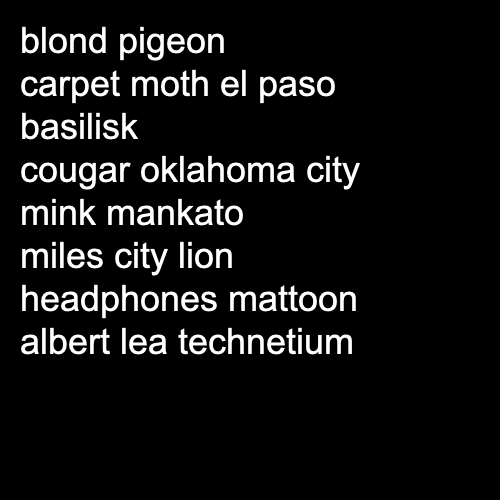 blond pigeon
carpet moth el paso
basilisk
cougar oklahoma city
mink mankato
miles city lion
headphones mattoon
albert lea technetium